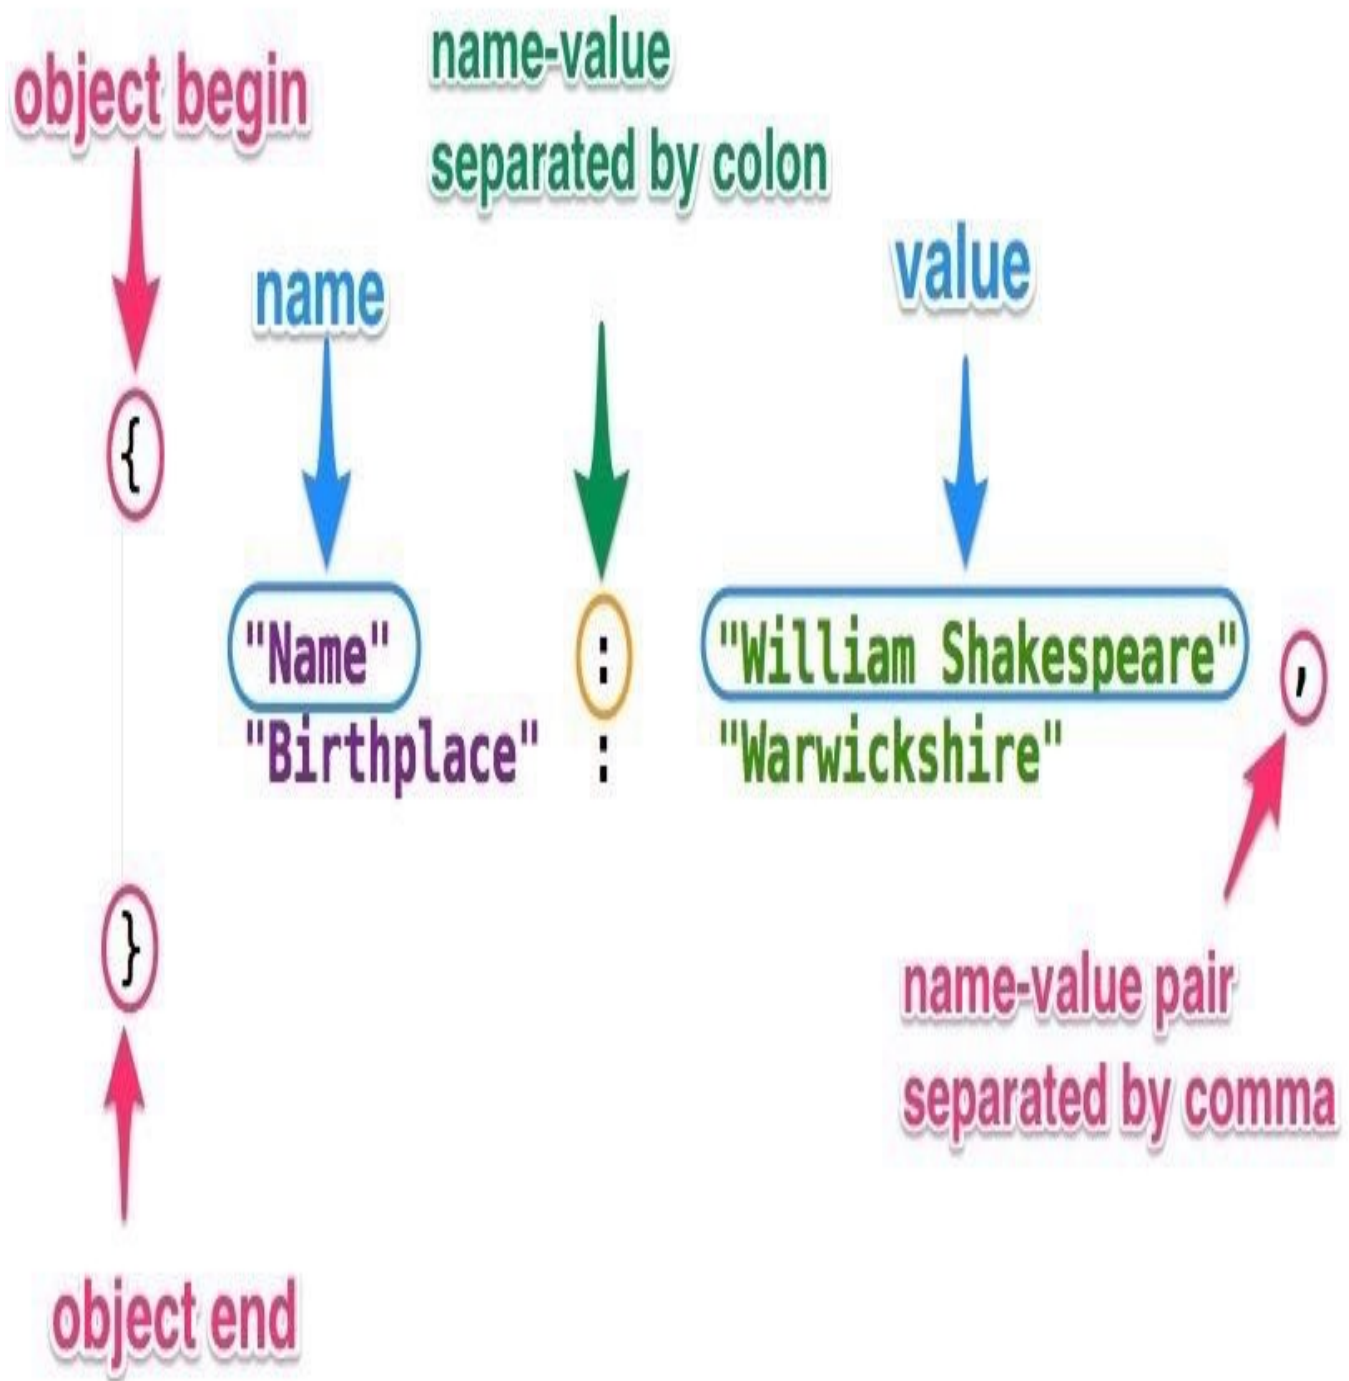 object begin
name-value
separated by colon
name
value
{
"Name" : "William Shakespeare" ,
"Birthplace" : "Warwickshire"
}
name-value pair
separated by comma
object end